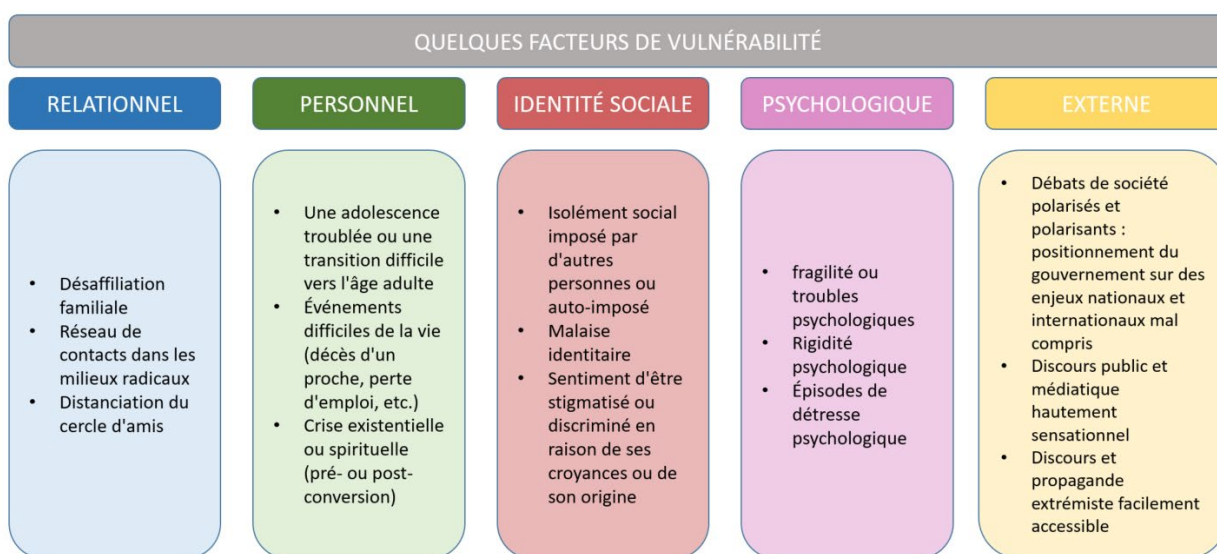 QUELQUES FACTEURS DE VULNÉRABILITÉ
RELATIONNEL
PERSONNEL
IDENTITÉ SOCIALE
PSYCHOLOGIQUE
EXTERNE
• Désaffiliation
familiale
• Réseau de
contacts dans les
milieux radicaux
• Distanciation du
cercle d'amis
• Une adolescence
troublée ou une
transition difficile
vers l'âge adulte
• Événements
difficiles de la vie
(décès d'un
proche, perte
d'emploi, etc.)
• Crise existentielle
ou spirituelle
(pré- ou post-
conversion)
• Isolément social
imposé par
d'autres
personnes ou
auto-imposé
• Malaise
identitaire
• Sentiment d'être
stigmatisé ou
discriminé en
raison de ses
croyances ou de
son origine
• fragilité ou
troubles
psychologiques
• Rigidité
psychologique
• Épisodes de
détresse
psychologique
• Débats de société
polarisés et
polarisants :
positionnement du
gouvernement sur des
enjeux nationaux et
internationaux mal
compris
• Discours public et
médiatique
hautement
sensationnel
• Discours et
propagande
extrémiste facilement
accessible